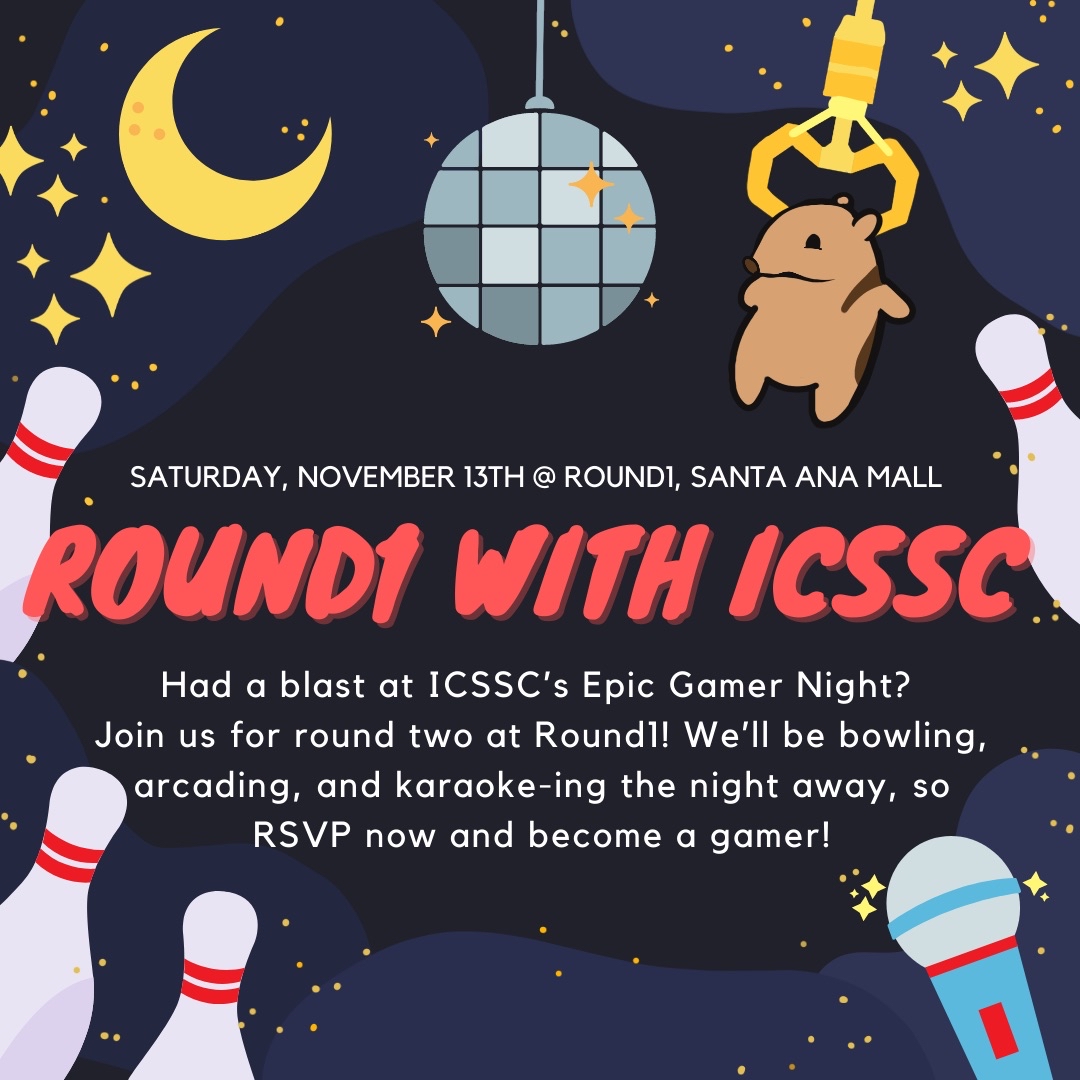 SATURDAY, NOVEMBER 13TH @ ROUND1, SANTA ANA MALL
ROUND1 WITH ICSSC
Had a blast at ICSSC's Epic Gamer Night?
Join us for round two at Round1! We'll be bowling,
arcading, and karaoke-ing the night away, so
RSVP now and become a gamer!